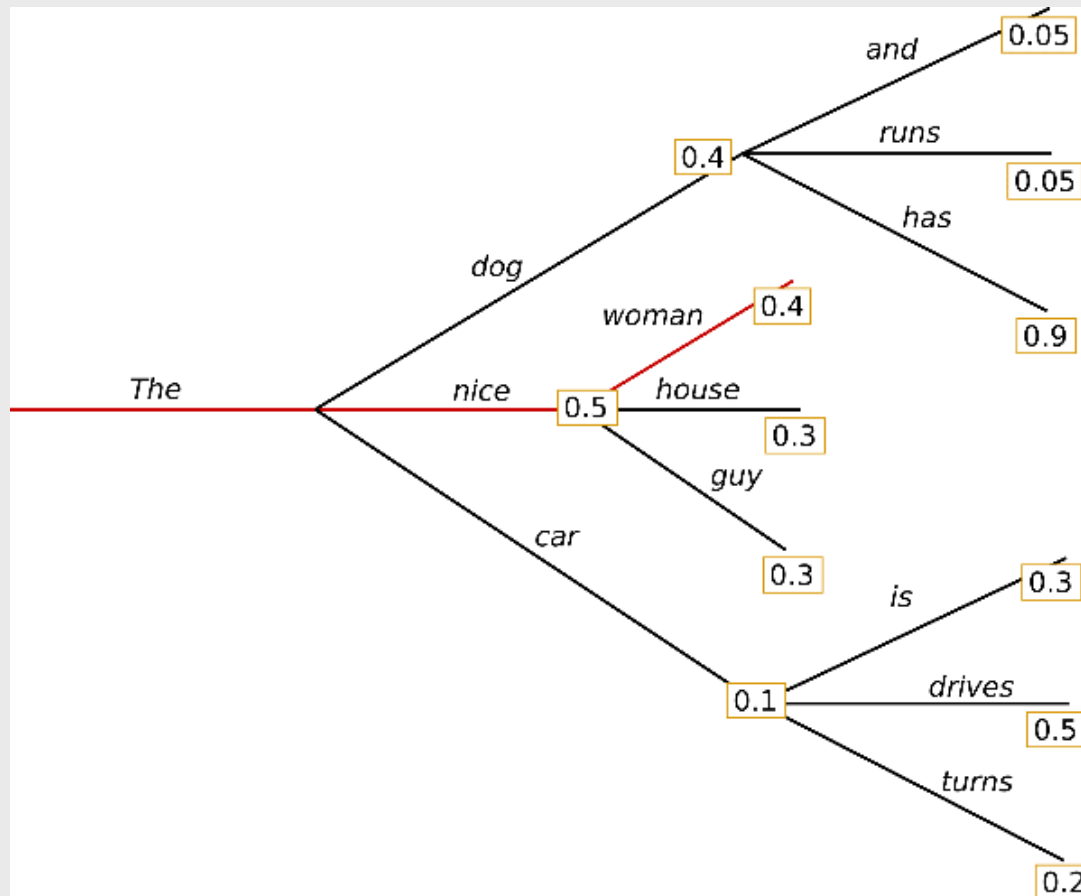 and
0.05
runs
0.4
0.05
has
dog
woman
0.4
0.9
The
nice
0.5
house
0.3
guy
car
0.3
is
0.3
0.1
drives
0.5
turns
0.2